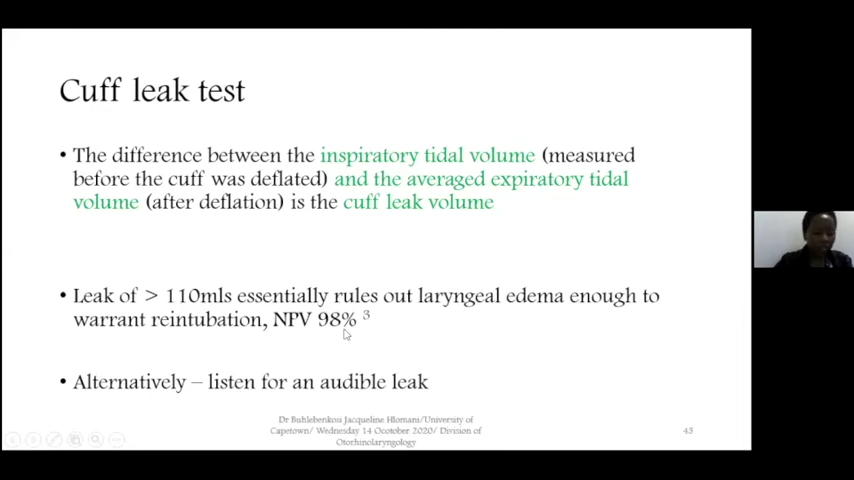 Cuff leak test
• The difference between the inspiratory tidal volume (measured
before the cuff was deflated) and the averaged expiratory tidal
volume (after deflation) is the cuff leak volume
• Leak of > 110mls essentially rules out laryngeal edema enough to
warrant reintubation, NPV 98% 3
• Alternatively – listen for an audible leak
Dr Buhlebenkosi Jacqueline Hlomani/University of
Capetown/ Wednesday 14 Ocotober 2020/ Division of
Otorhinolaryngology
43